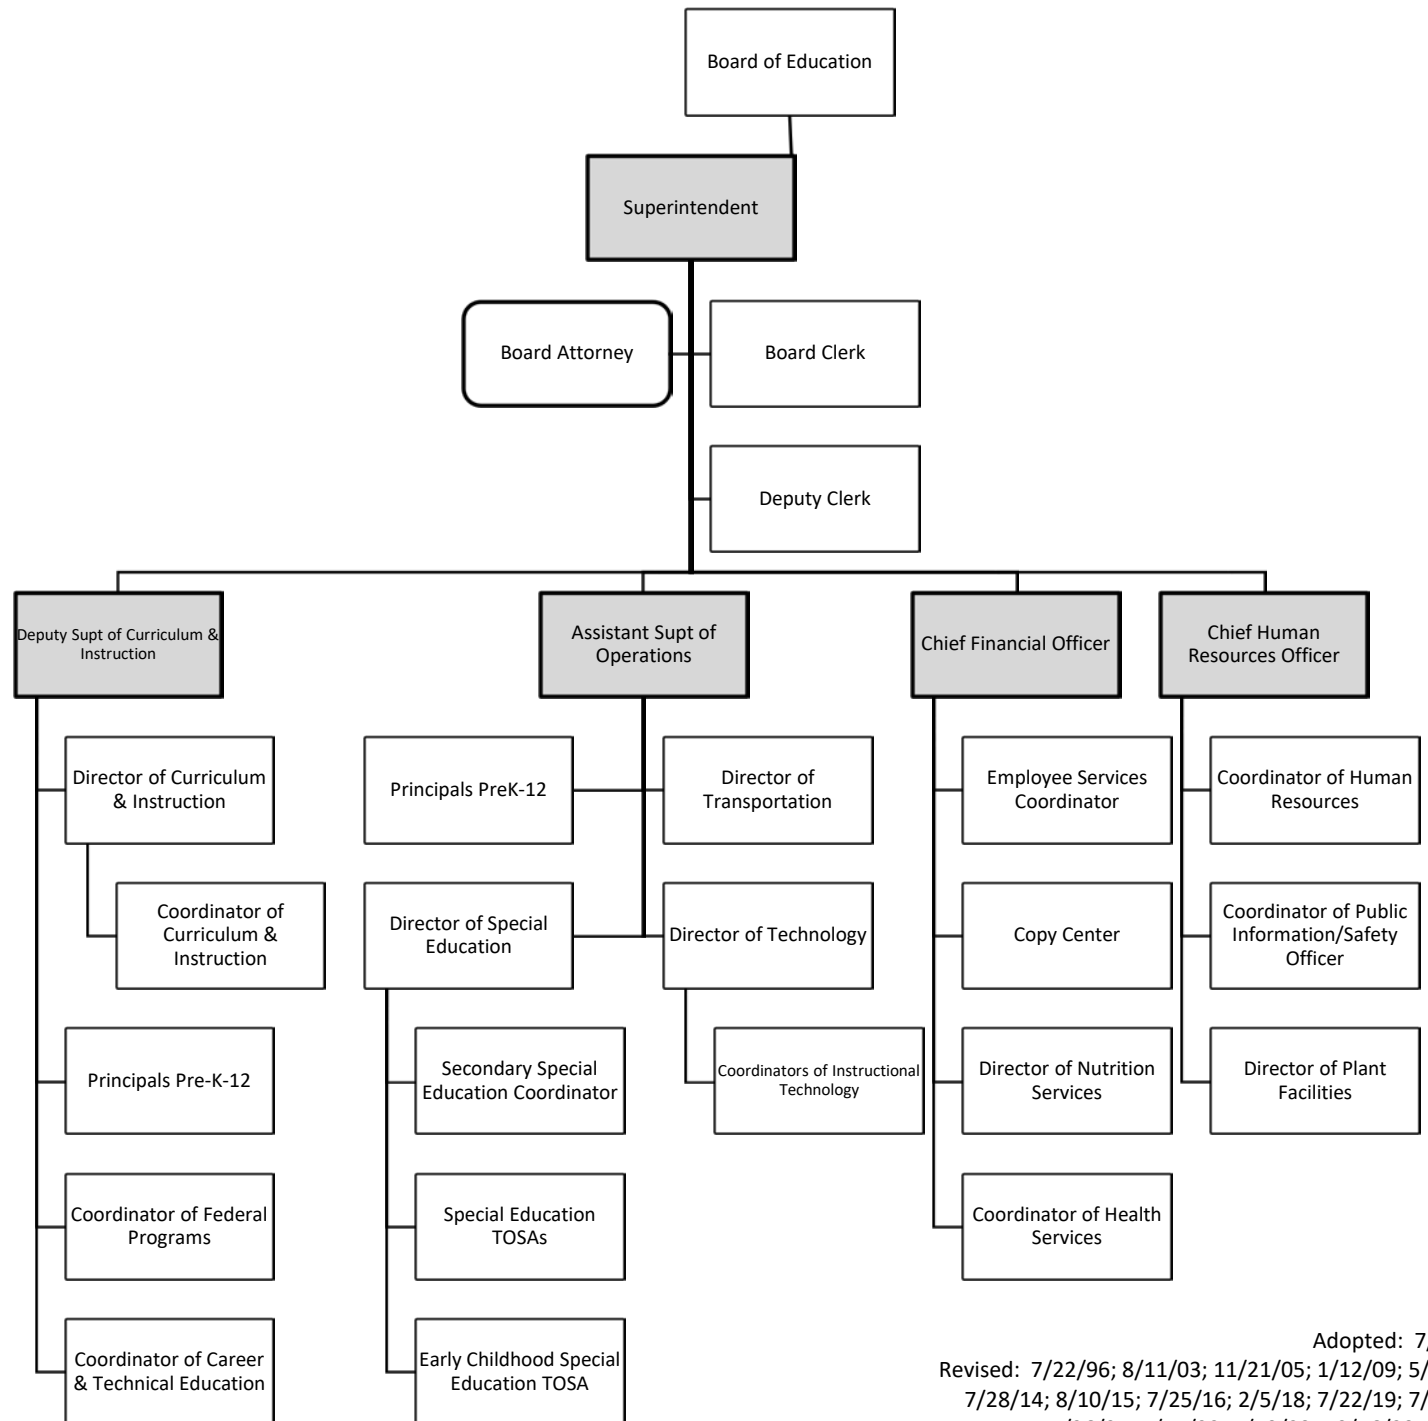 Board of Education
Superintendent
Board Attorney
Board Clerk
Deputy Clerk
Deputy Supt of Curriculum &
Instruction
Assistant Supt of
Operations
Chief Financial Officer
Chief Human
Resources Officer
Director of Curriculum
& Instruction
Principals PreK-12
Director of
Transportation
Employee Services
Coordinator
Coordinator of Human
Resources
Coordinator of
Curriculum &
Instruction
Director of Special
Education
Director of Technology
Copy Center
Coordinator of Public
Information/Safety
Officer
Principals Pre-K-12
Secondary Special
Education Coordinator
Coordinators of Instructional
Technology
Director of Nutrition
Services
Director of Plant
Facilities
Coordinator of Federal
Programs
Special Education
TOSAs
Coordinator of Health
Services
Coordinator of Career
& Technical Education
Early Childhood Special
Education TOSA
Adopted: 7/
Revised: 7/22/96; 8/11/03; 11/21/05; 1/12/09; 5/
7/28/14; 8/10/15; 7/25/16; 2/5/18; 7/22/19; 7/